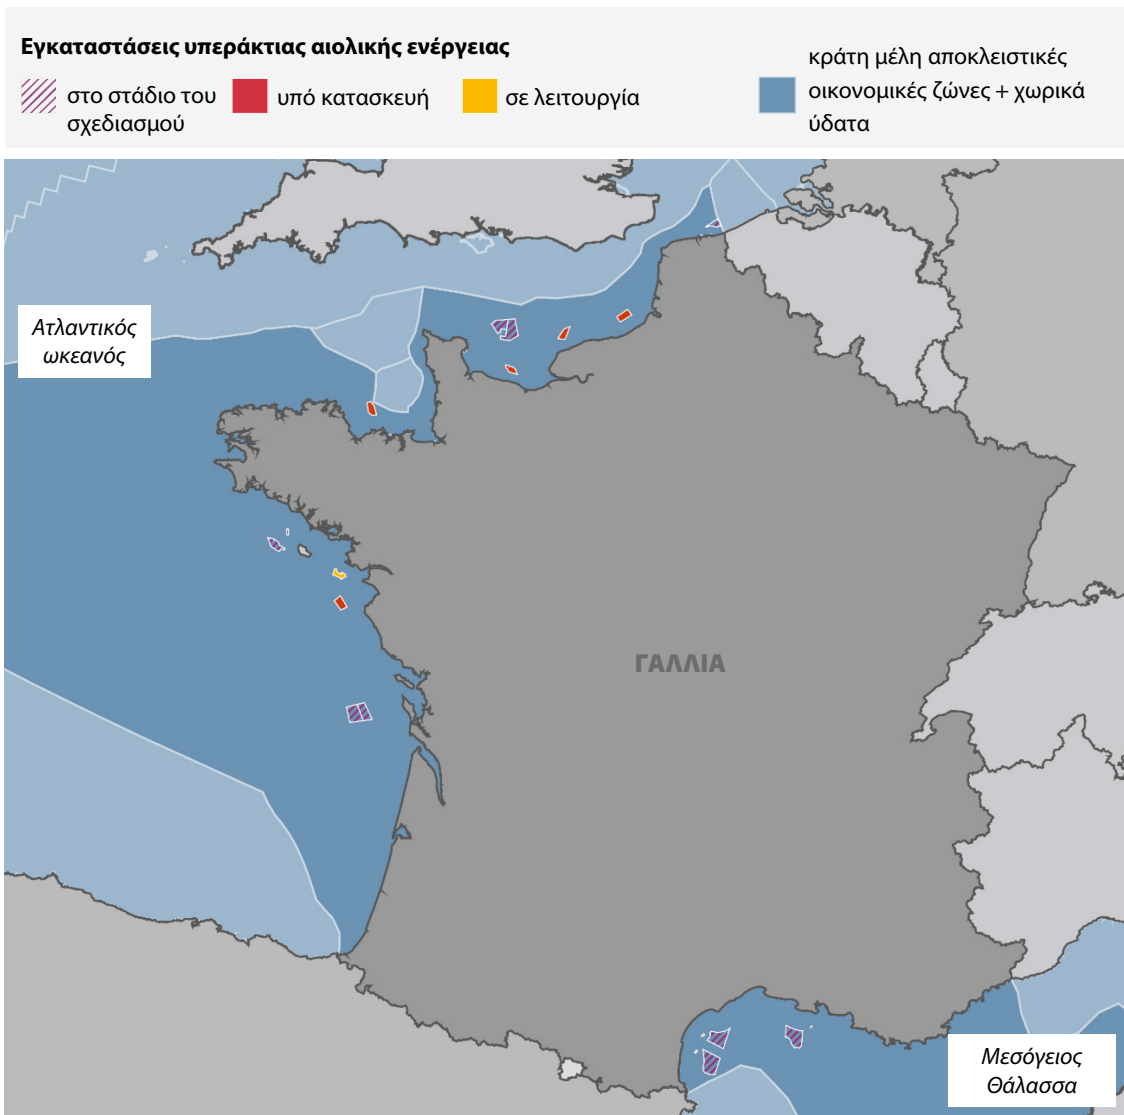 Εγκαταστάσεις υπεράκτιας αιολικής ενέργειας
στο στάδιο του
σχεδιασμού
υπό κατασκευή
σε λειτουργία
κράτη μέλη αποκλειστικές
οικονομικές ζώνες + χωρικά
ύδατα
Ατλαντικός
ωκεανός
ΓΑΛΛΙΑ
Μεσόγειος
Θάλασσα